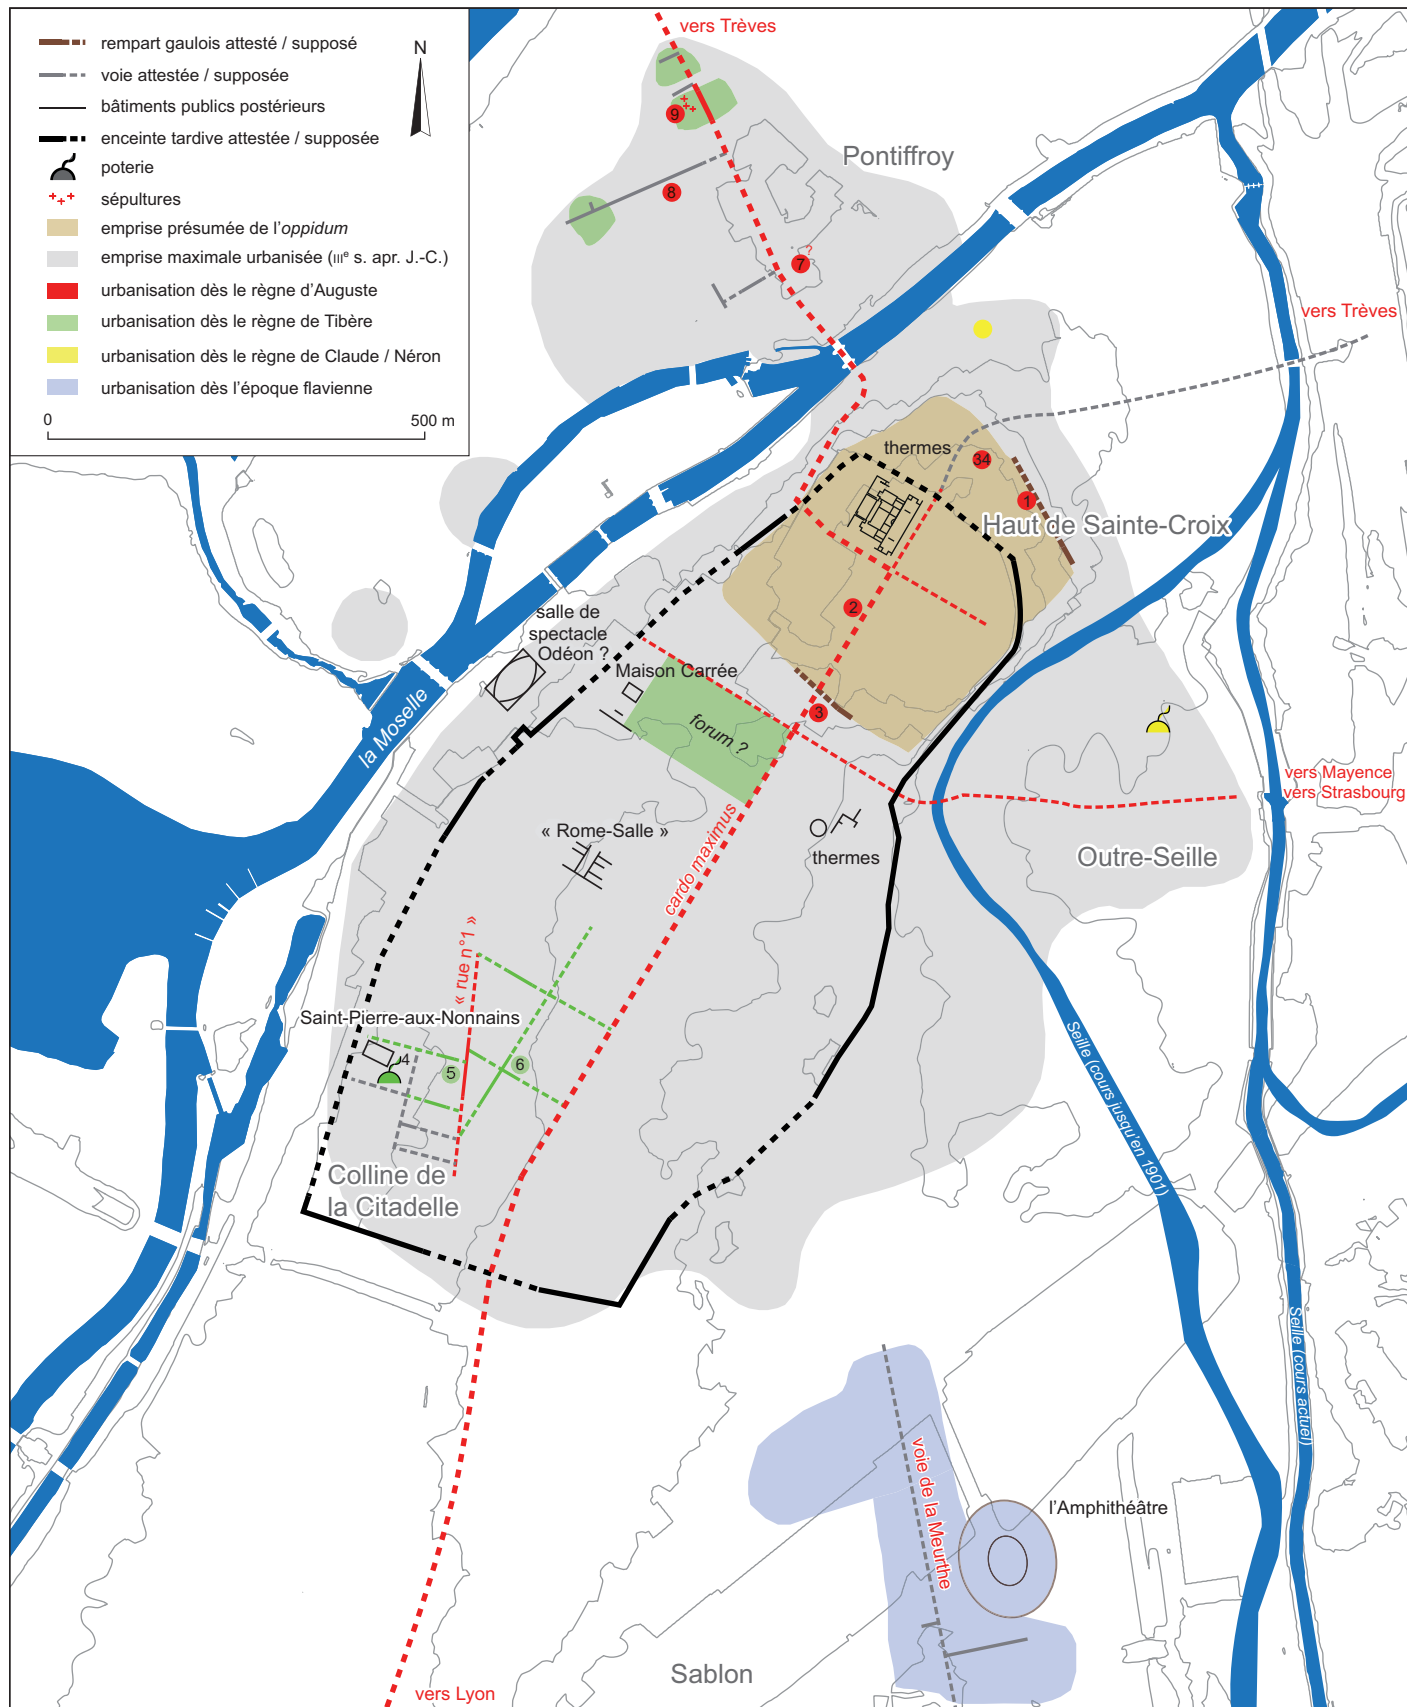 rempart gaulois attesté / supposé
voie attestée / supposée
bâtiments publics postérieurs
enceinte tardive attestée / supposée
poterie
sépultures
emprise présumée de l'oppidum
emprise maximale urbanisée (IIIe s. apr. J.-C.)
urbanisation dès le règne d'Auguste
urbanisation dès le règne de Tibère
urbanisation dès le règne de Claude / Néron
urbanisation dès l'époque flavienne
0
500 m
N
vers Trèves
9
Pontiffroy
8
?
7
vers Trèves
thermes
34
1
Haut de Sainte-Croix
2
salle de
spectacle
Odéon ?
Maison Carrée
3
forum ?
la Moselle
vers Mayence
vers Strasbourg
« Rome-Salle »
cardo maximus
thermes
Outre-Seille
« rue n°1 »
Saint-Pierre-aux-Nonnains
4
5
6
Seille (cours jusqu'en 1901)
Colline de
la Citadelle
Seille (cours actuel)
voie de la Meurthe
l'Amphithéâtre
Sablon
vers Lyon